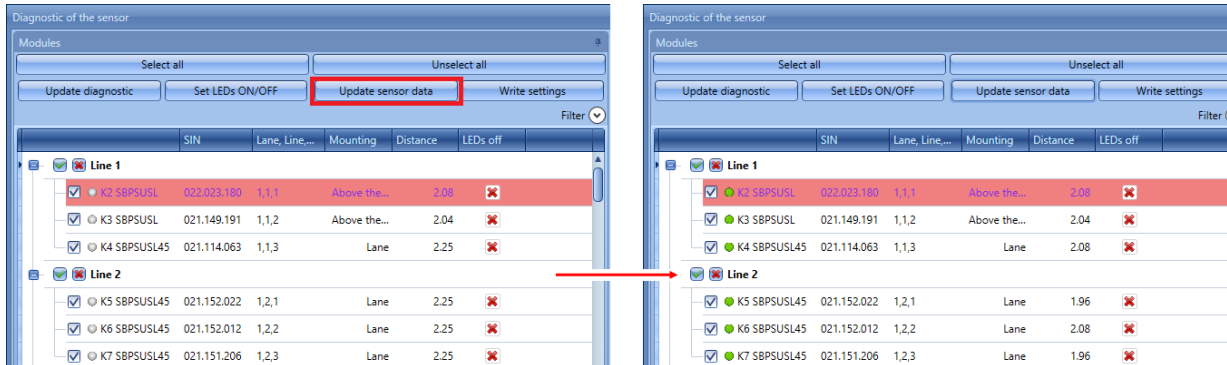 Diagnostic of the sensor
Modules
Select all Unselect all
Update diagnostic Set LEDs ON/OFF Update sensor data Write settings
Filter
SIN Lane, Line,... Mounting Distance LEDs off
Line 1
K2 SBPSUSL 022.023.180 1,1,1 Above the... 2.08
K3 SBPSUSL 021.149.191 1,1,2 Above the... 2.04
K4 SBPSUSL45 021.114.063 1,1,3 Lane 2.25
Line 2
K5 SBPSUSL45 021.152.022 1,2,1 Lane 2.25
K6 SBPSUSL45 021.152.012 1,2,2 Lane 2.25
K7 SBPSUSL45 021.151.206 1,2,3 Lane 2.25
Diagnostic of the sensor
Modules
Select all Unselect all
Update diagnostic Set LEDs ON/OFF Update sensor data Write settings
Filter
SIN Lane, Line,... Mounting Distance LEDs off
Line 1
K2 SBPSUSL 022.023.180 1,1,1 Above the... 2.08
K3 SBPSUSL 021.149.191 1,1,2 Above the... 2.04
K4 SBPSUSL45 021.114.063 1,1,3 Lane 2.08
Line 2
K5 SBPSUSL45 021.152.022 1,2,1 Lane 1.96
K6 SBPSUSL45 021.152.012 1,2,2 Lane 2.08
K7 SBPSUSL45 021.151.206 1,2,3 Lane 1.96